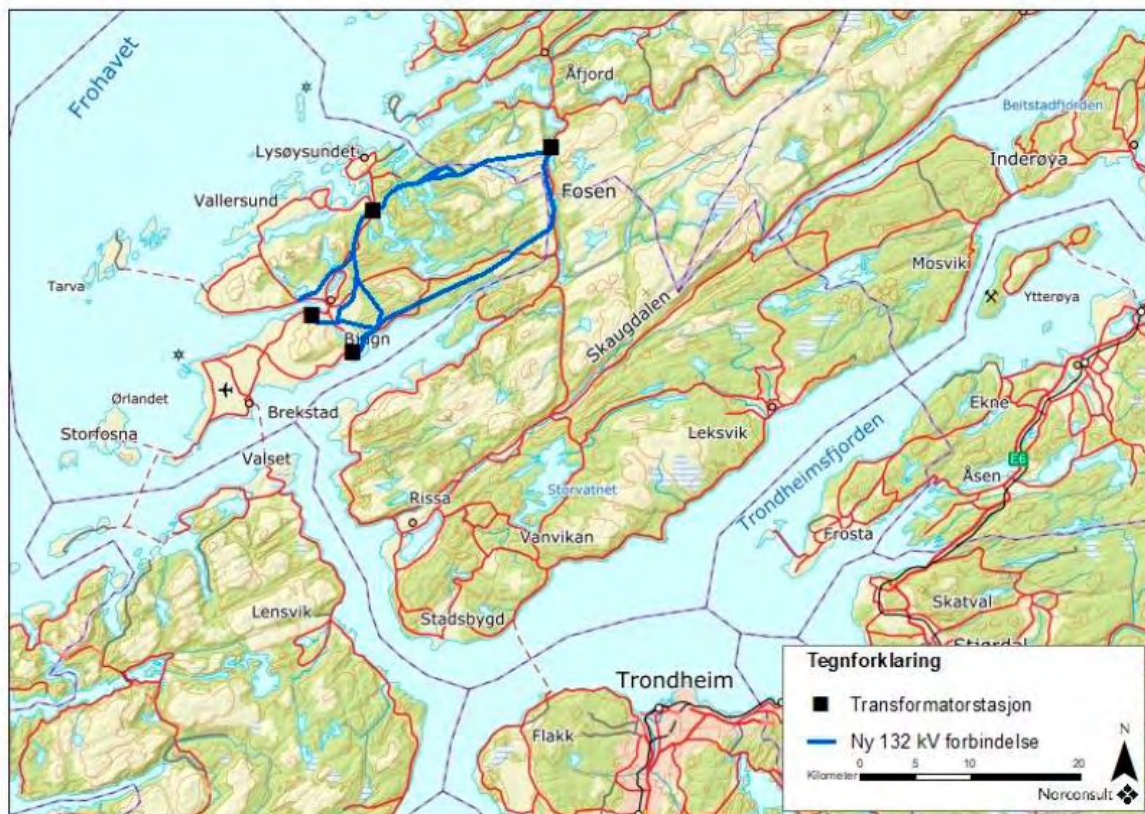 Frohavet
Åfjord
Beitstadfjorden
Lysøysundet
Inderøya
Vallersund
Fosen
Mosvik
Tarva
Ytterøya
Skaugdalen
Bjugn
Ørlandet
Brekstad
Ekne
Storfosna
Leksvik
Valset
E6
Åsen
Rissa
Storvatnet
Trondheimsfjorden
Vanvikan
Frosta
Lensvik
Skatval
Stadsbygd
Stjørdal
Trondheim
Flakk
Tegnforklaring
Transformatorstasjon
Ny 132 kV forbindelse
N
0 5 10 20
Kilometer
Norconsult